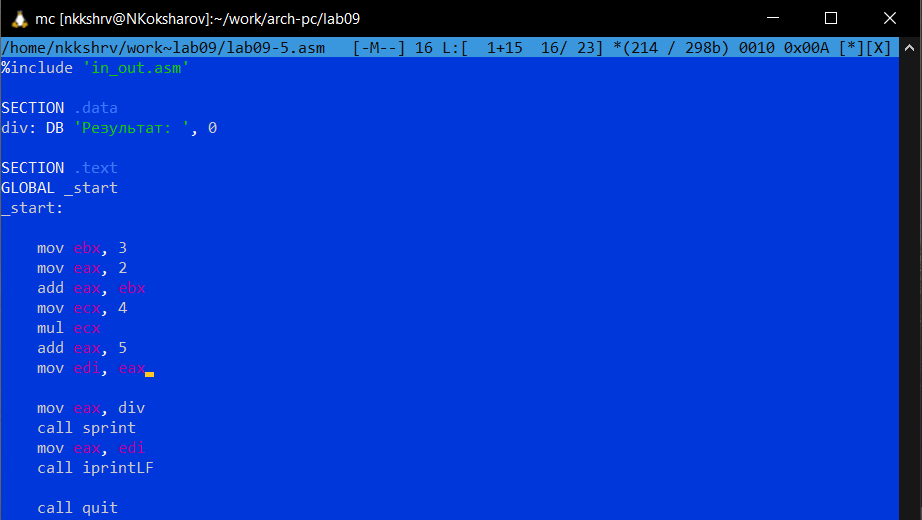 mc [nkkshrv@NKoksharov]:~/work/arch-pc/lab09
/home/nkkshrv/work~lab09/lab09-5.asm   [-M--] 16 L:[  1+15  16/ 23] *(214 / 298b) 0010 0x00A [*][X]
%include 'in_out.asm'
SECTION .data
div: DB 'Результат: ', 0
SECTION .text
GLOBAL _start
_start:
    mov ebx, 3
    mov eax, 2
    add eax, ebx
    mov ecx, 4
    mul ecx
    add eax, 5
    mov edi, eax
    mov eax, div
    call sprint
    mov eax, edi
    call iprintLF
    call quit